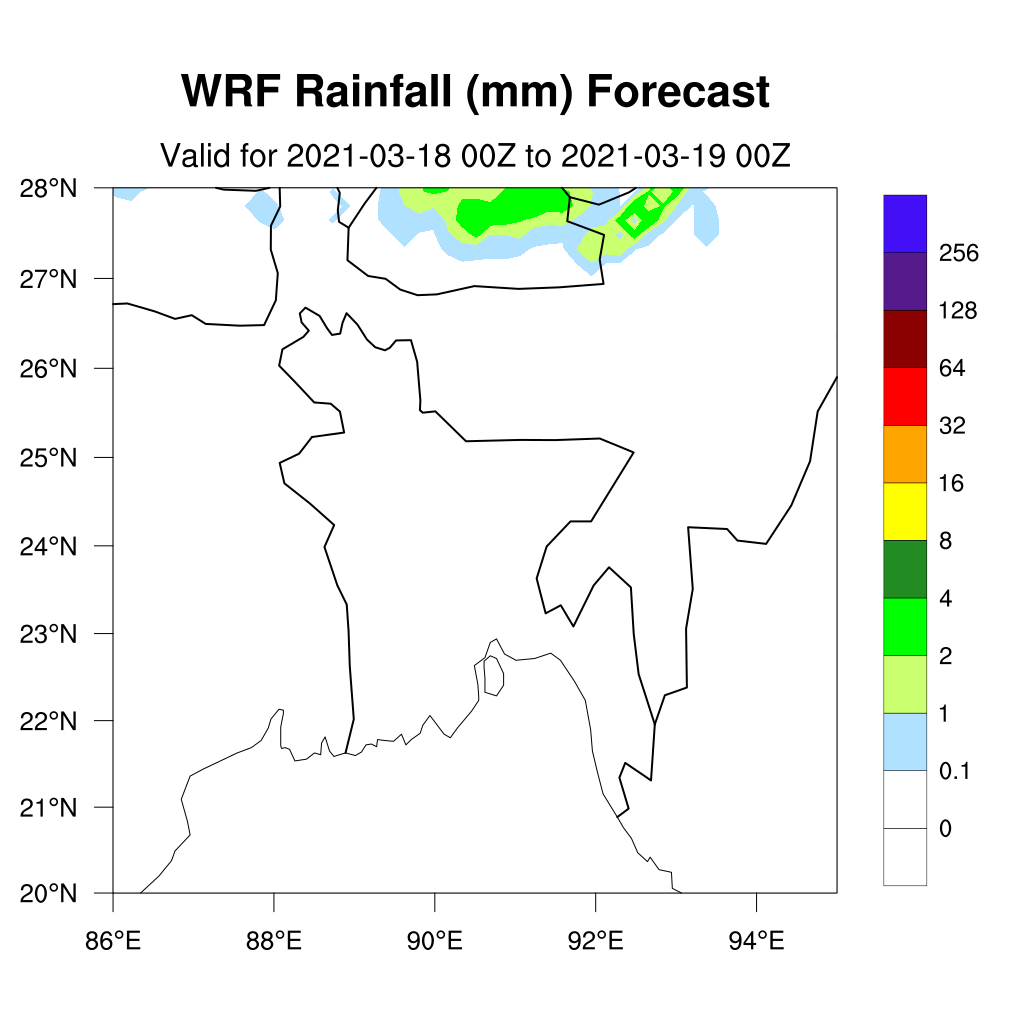 WRF Rainfall (mm) Forecast
Valid for 2021-03-18 00Z to 2021-03-19 00Z
28°N
27°N
26°N
25°N
24°N
23°N
22°N
21°N
20°N
86°E 88°E 90°E 92°E 94°E
256
128
64
32
16
8
4
2
1
0.1
0